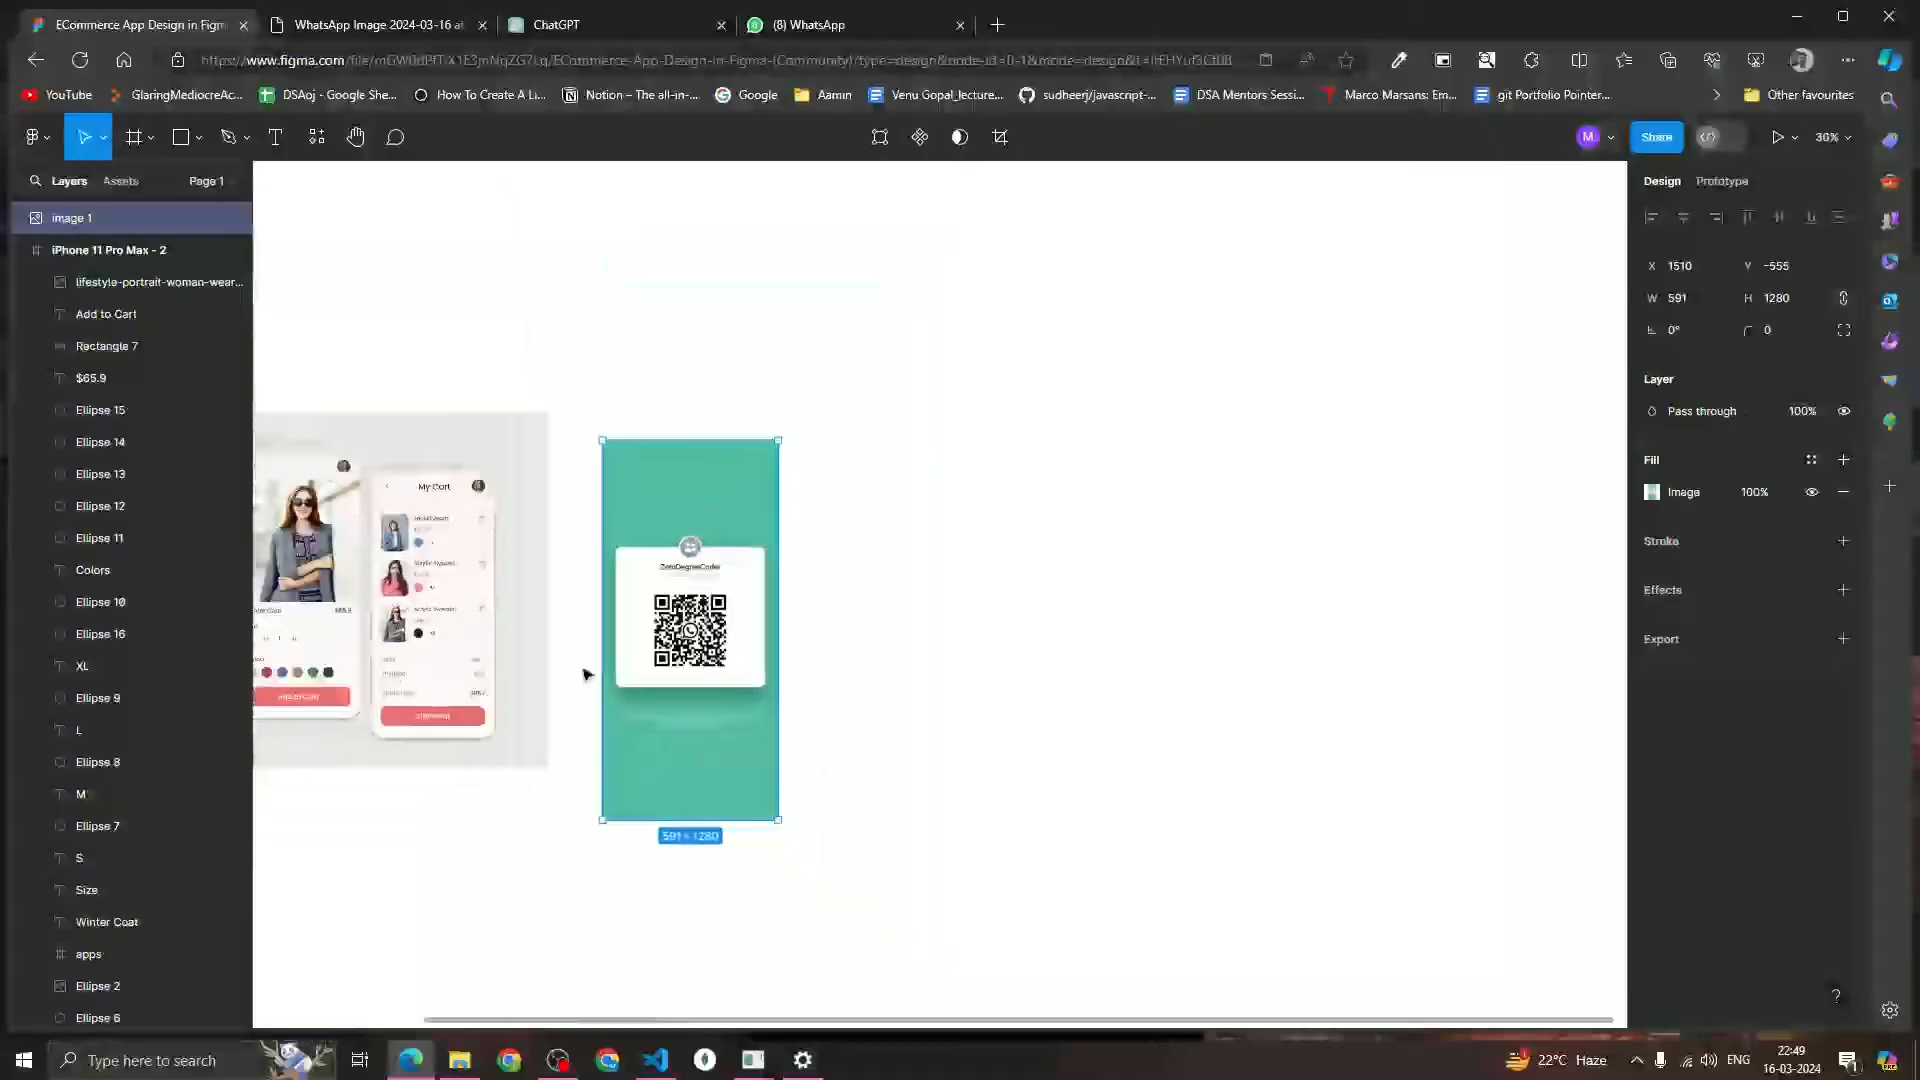 ECommerce App Design in Figm
WhatsApp Image 2024-03-16 at
ChatGPT
(8) WhatsApp
YouTube
GlaringMediocreAc...
DSAoj - Google She...
How To Create A Li...
Notion – The all-in-...
Google
Aamin
Venu Gopal_lecture...
sudheerj/javascript-...
DSA Mentors Sessi...
Marco Marsans: Em...
git Portfolio Pointer...
Other favourites
M
Share
36%
Layers
Assets
Page 1
Design
Prototype
image 1
iPhone 11 Pro Max - 2
lifestyle-portrait-woman-wear...
Add to Cart
Rectangle 7
$65.9
Ellipse 15
Ellipse 14
Ellipse 13
Ellipse 12
Ellipse 11
Colors
Ellipse 10
Ellipse 16
XL
Ellipse 9
L
Ellipse 8
M
Ellipse 7
S
Size
Winter Coat
apps
Ellipse 2
Ellipse 6
My Cart
ZeroDegreeCoder
591 × 1280
X 1510
Y -555
W 591
H 1280
0°
0
Layer
Pass through
100%
Fill
Image
100%
Stroke
Effects
Export
?
Type here to search
22°C Haze
ENG
22:49
16-03-2024